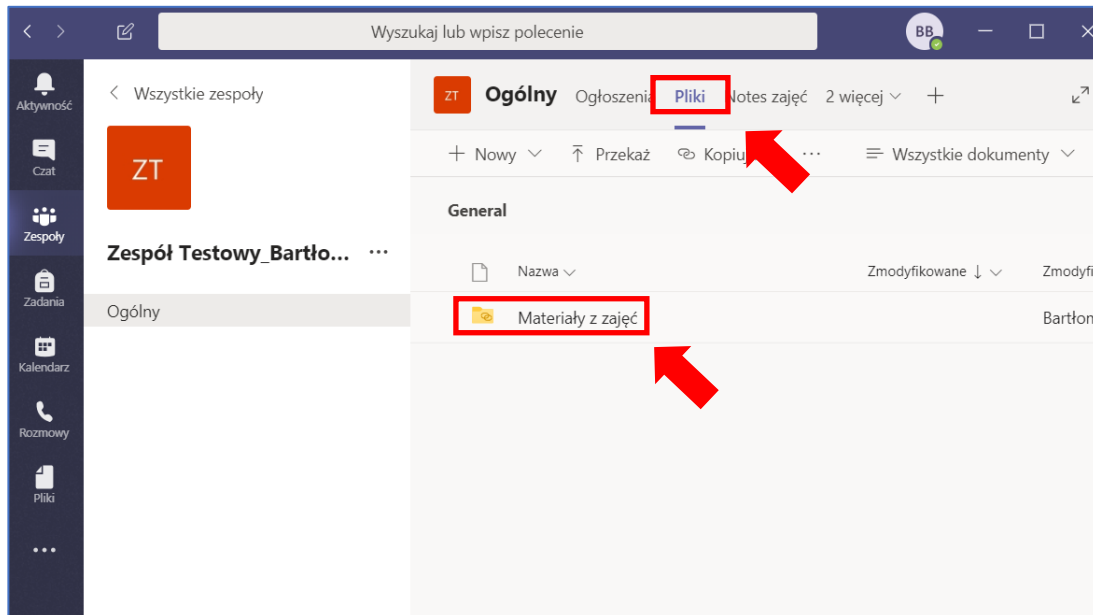 Wyszukaj lub wpisz polecenie
BB
Aktywność
Czat
Zespoły
Zadania
Kalendarz
Rozmowy
Pliki
Wszystkie zespoły
ZT
Zespół Testowy_Bartło... ...
Ogólny
ZT Ogólny Ogłoszenia Pliki Notes zajęć 2 więcej
Nowy Przekaż Kopiuj ... Wszystkie dokumenty
General
Nazwa Zmodyfikowane Zmodyfi
Materiały z zajęć Bartłom